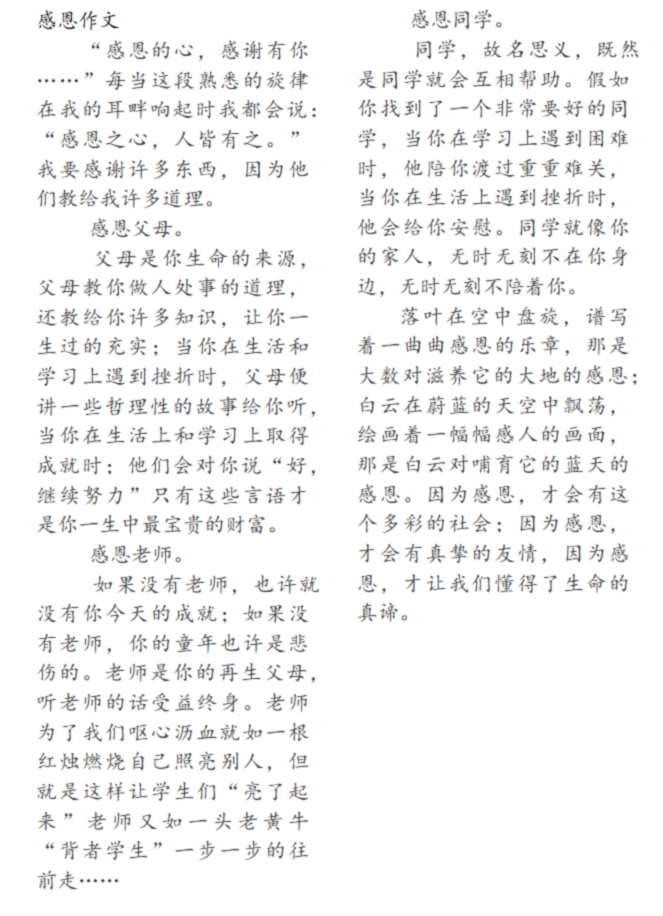 感恩作文
“感恩的心，感谢有你
……”每当这段熟悉的旋律
在我的耳畔响起时我都会说：
“感恩之心，人皆有之。”
我要感谢许多东西，因为他
们教给我许多道理。
感恩父母。
父母是你生命的来源，
父母教你做人处事的道理，
还教给你许多知识，让你一
生过的充实；当你在生活和
学习上遇到挫折时，父母便
讲一些哲理性的故事给你听，
当你在生活上和学习上取得
成就时；他们会对你说“好，
继续努力”只有这些言语才
是你一生中最宝贵的财富。
感恩老师。
如果没有老师，也许就
没有你今天的成就；如果没
有老师，你的童年也许是悲
伤的。老师是你的再生父母，
听老师的话受益终身。老师
为了我们呕心沥血就如一根
红烛燃烧自己照亮别人，但
就是这样让学生们“亮了起
来”老师又如一头老黄牛
“背者学生”一步一步的往
前走……
感恩同学。
同学，故名思义，既然
是同学就会互相帮助。假如
你找到了一个非常要好的同
学，当你在学习上遇到困难
时，他陪你渡过重重难关，
当你在生活上遇到挫折时，
他会给你安慰。同学就像你
的家人，无时无刻不在你身
边，无时无刻不陪着你。
落叶在空中盘旋，谱写
着一曲曲感恩的乐章，那是
大数对滋养它的大地的感恩；
白云在蔚蓝的天空中飘荡，
绘画着一幅幅感人的画面，
那是白云对哺育它的蓝天的
感恩。因为感恩，才会有这
个多彩的社会；因为感恩，
才会有真挚的友情，因为感
恩，才让我们懂得了生命的
真谛。